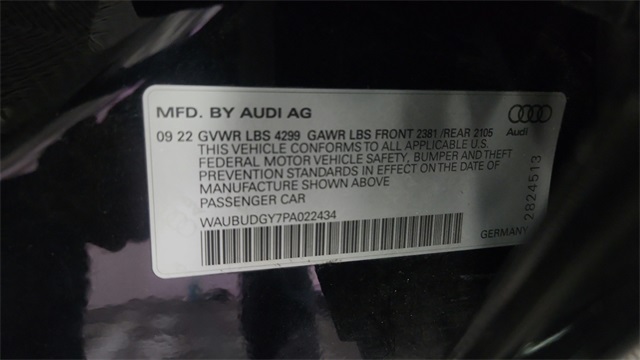 MFD. BY AUDI AG
09 22 GVWR LBS 4299 GAWR LBS FRONT 2381 /REAR 2105
THIS VEHICLE CONFORMS TO ALL APPLICABLE U.S.
FEDERAL MOTOR VEHICLE SAFETY, BUMPER AND THEFT
PREVENTION STANDARDS IN EFFECT ON THE DATE OF
MANUFACTURE SHOWN ABOVE
PASSENGER CAR
WAUBUDGY7PA022434
Audi
2824513
GERMANY